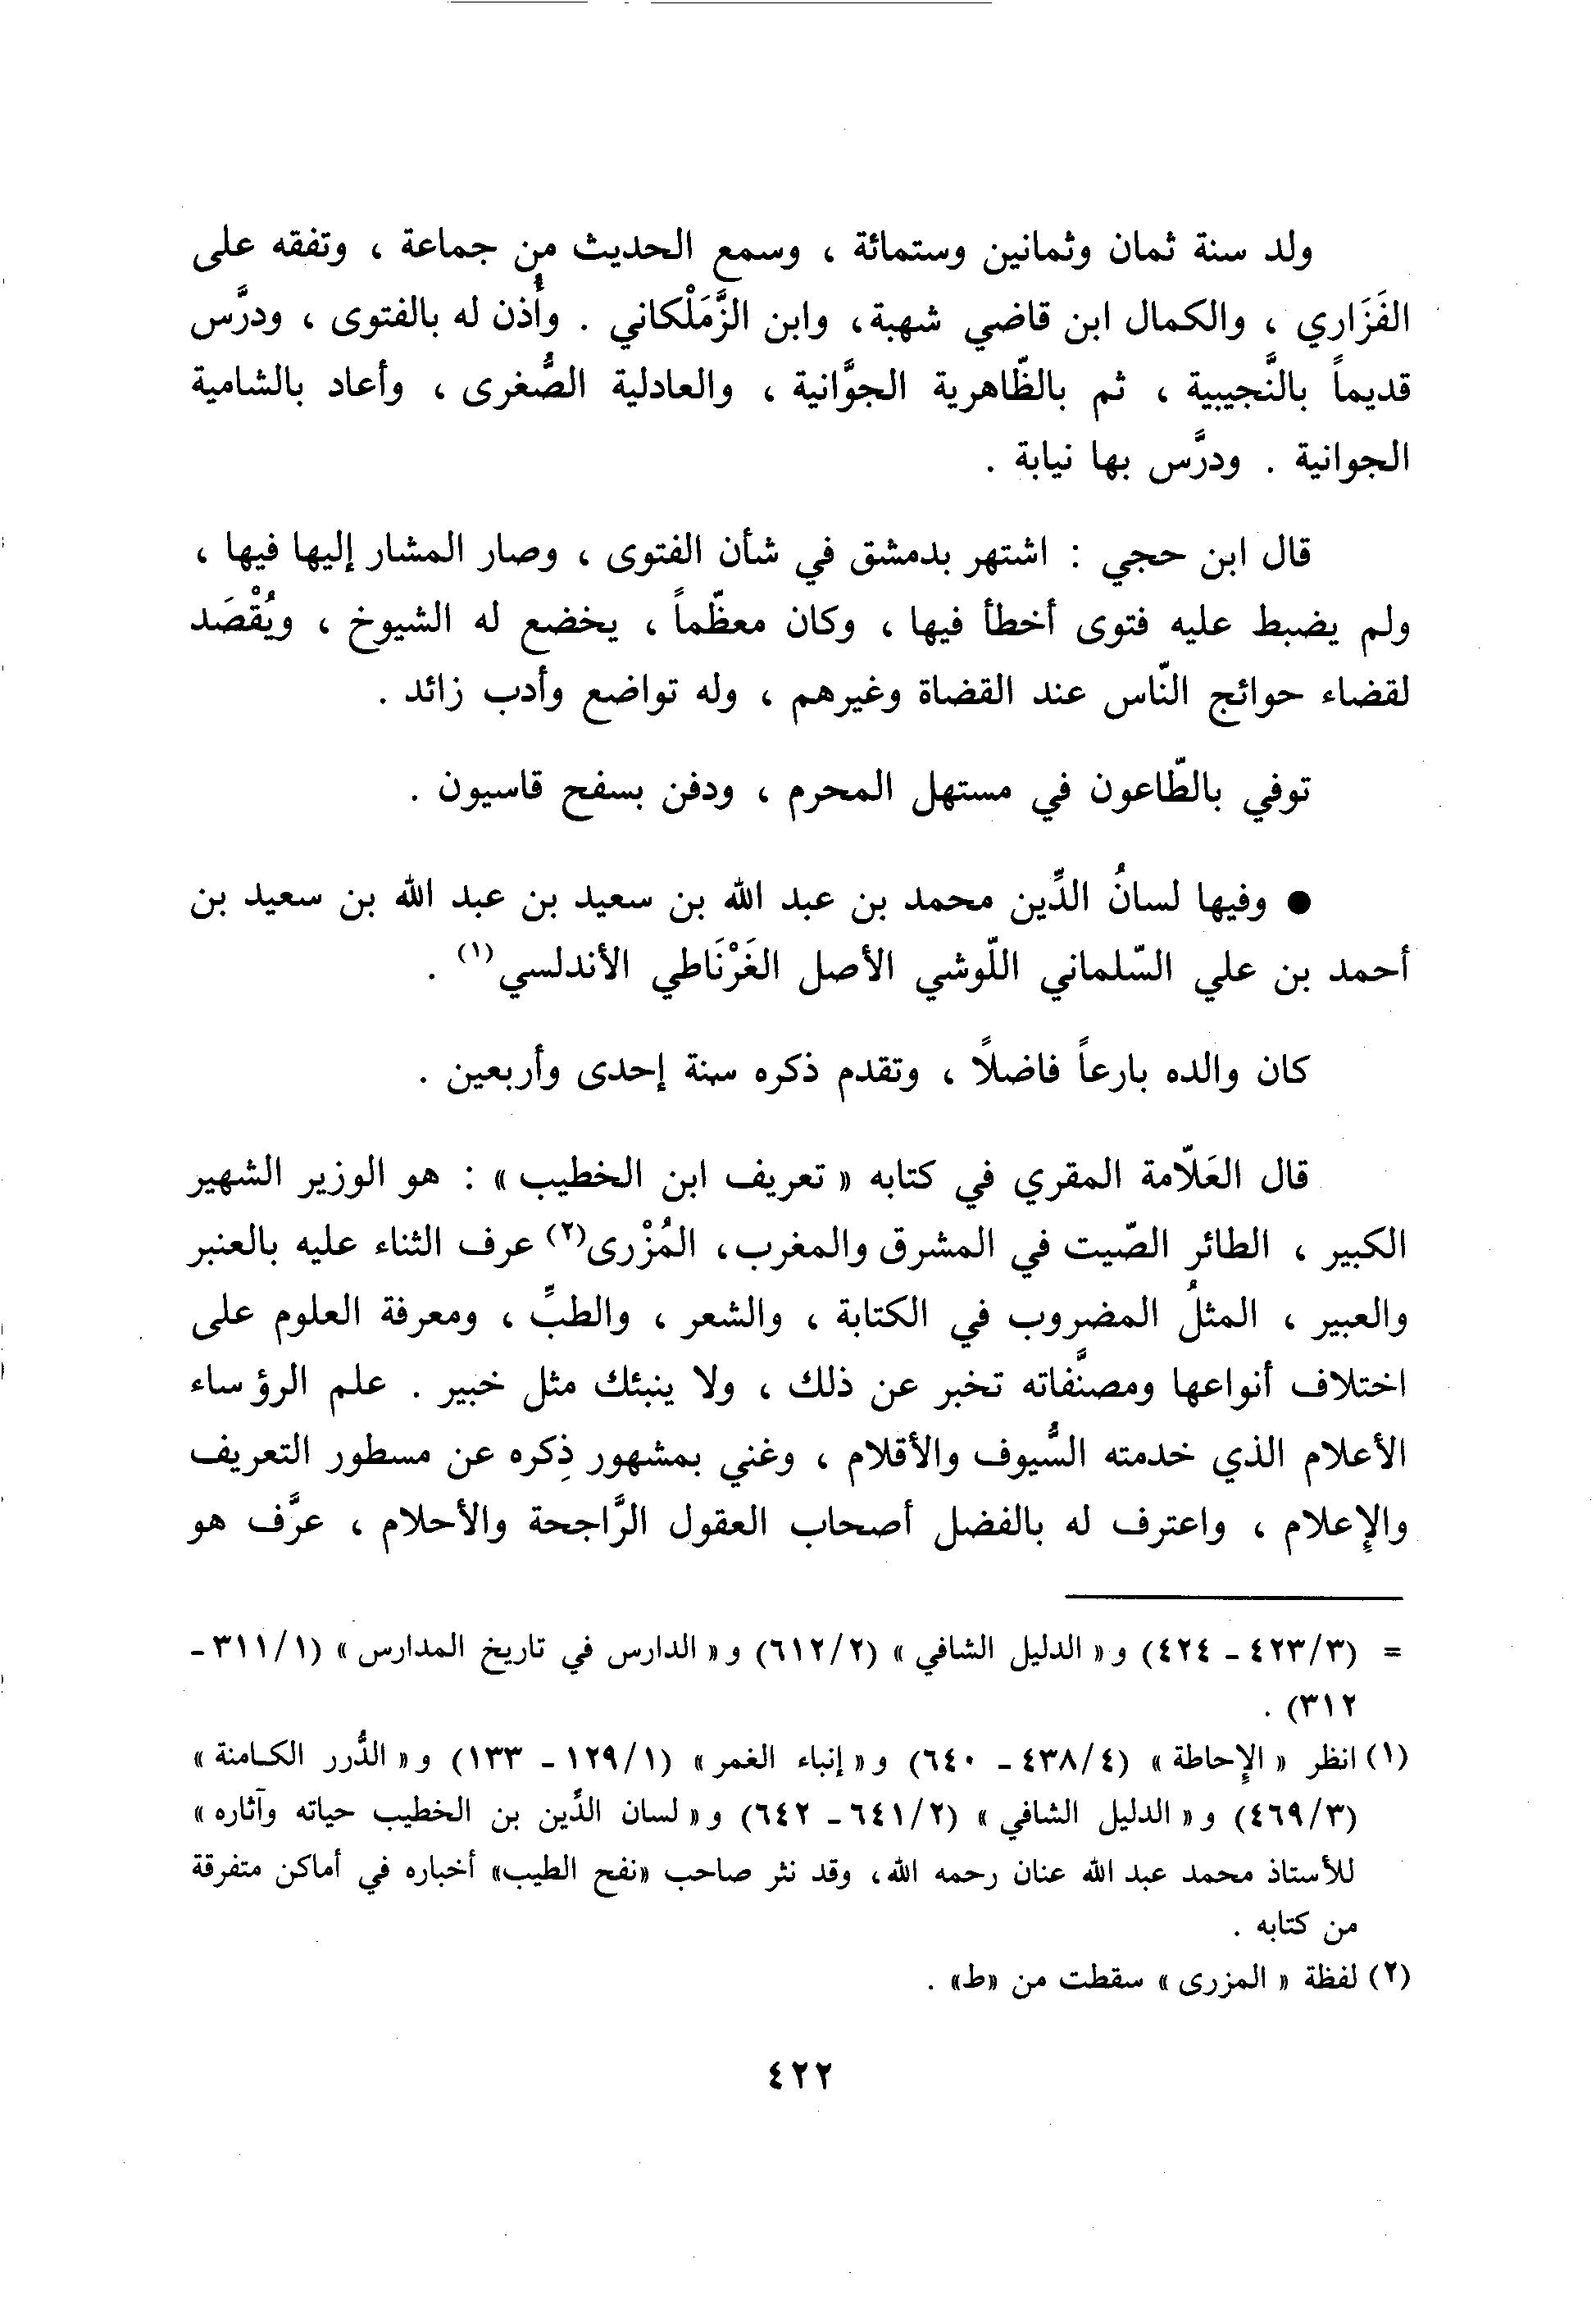 ولد سنة ثمان وثمانين وستمائة ، وسمع الحديث من جماعة ، وتفقه على
الفَزَاري ، والكمال ابن قاضي شهبة، وابن الزَّمَلْكاني . وأُذن له بالفتوى ، ودرَّس
قديماً بالنَّجيبية ، ثم بالظّاهرية الجوَّانية ، والعادلية الصُّغرى ، وأعاد بالشامية
الجوانية . ودرَّس بها نيابة .
قال ابن حجي : اشتهر بدمشق في شأن الفتوى ، وصار المشار إليها فيها ،
ولم يضبط عليه فتوى أخطأ فيها ، وكان معظّماً ، يخضع له الشيوخ ، ويُقْصَد
لقضاء حوائج النّاس عند القضاة وغيرهم ، وله تواضع وأدب زائد .
توفي بالطّاعون في مستهل المحرم ، ودفن بسفح قاسيون .
● وفيها لسانُ الدِّين محمد بن عبد الله بن سعيد بن عبد الله بن سعيد بن
أحمد بن علي السّلماني اللّوشي الأصل الغَرْنَاطي الأندلسي(١) .
كان والده بارعاً فاضلاً ، وتقدم ذكره سنة إحدى وأربعين .
قال العَلاّمة المقري في كتابه « تعريف ابن الخطيب » : هو الوزير الشهير
الكبير ، الطائر الصّيت في المشرق والمغرب، المُزْرى(٢) عرف الثناء عليه بالعنبر
والعبير ، المثلُ المضروب في الكتابة ، والشعر ، والطبِّ ، ومعرفة العلوم على
اختلاف أنواعها ومصنَّفاته تخبر عن ذلك ، ولا ينبئك مثل خبير . علم الرؤساء
الأعلام الذي خدمته السُّيوف والأقلام ، وغني بمشهور ذِكره عن مسطور التعريف
والإعلام ، واعترف له بالفضل أصحاب العقول الرَّاجحة والأحلام ، عرَّف هو
= (٤٢٣/٣ - ٤٢٤) و« الدليل الشافي » (٦١٢/٢) و« الدارس في تاريخ المدارس » (٣١١/١ -
٣١٢) .
(١) انظر « الإحاطة » (٤٣٨/٤ - ٦٤٠) و« إنباء الغمر » (١٢٩/١ - ١٣٣) و« الدُّرر الكامنة »
(٤٦٩/٣) و« الدليل الشافي » (٦٤١/٢ - ٦٤٢) و« لسان الدِّين بن الخطيب حياته وآثاره »
للأستاذ محمد عبد الله عنان رحمه الله، وقد نثر صاحب «نفح الطيب» أخباره في أماكن متفرقة
من كتابه .
(٢) لفظة « المزرى » سقطت من «ط» .
٤٢٢